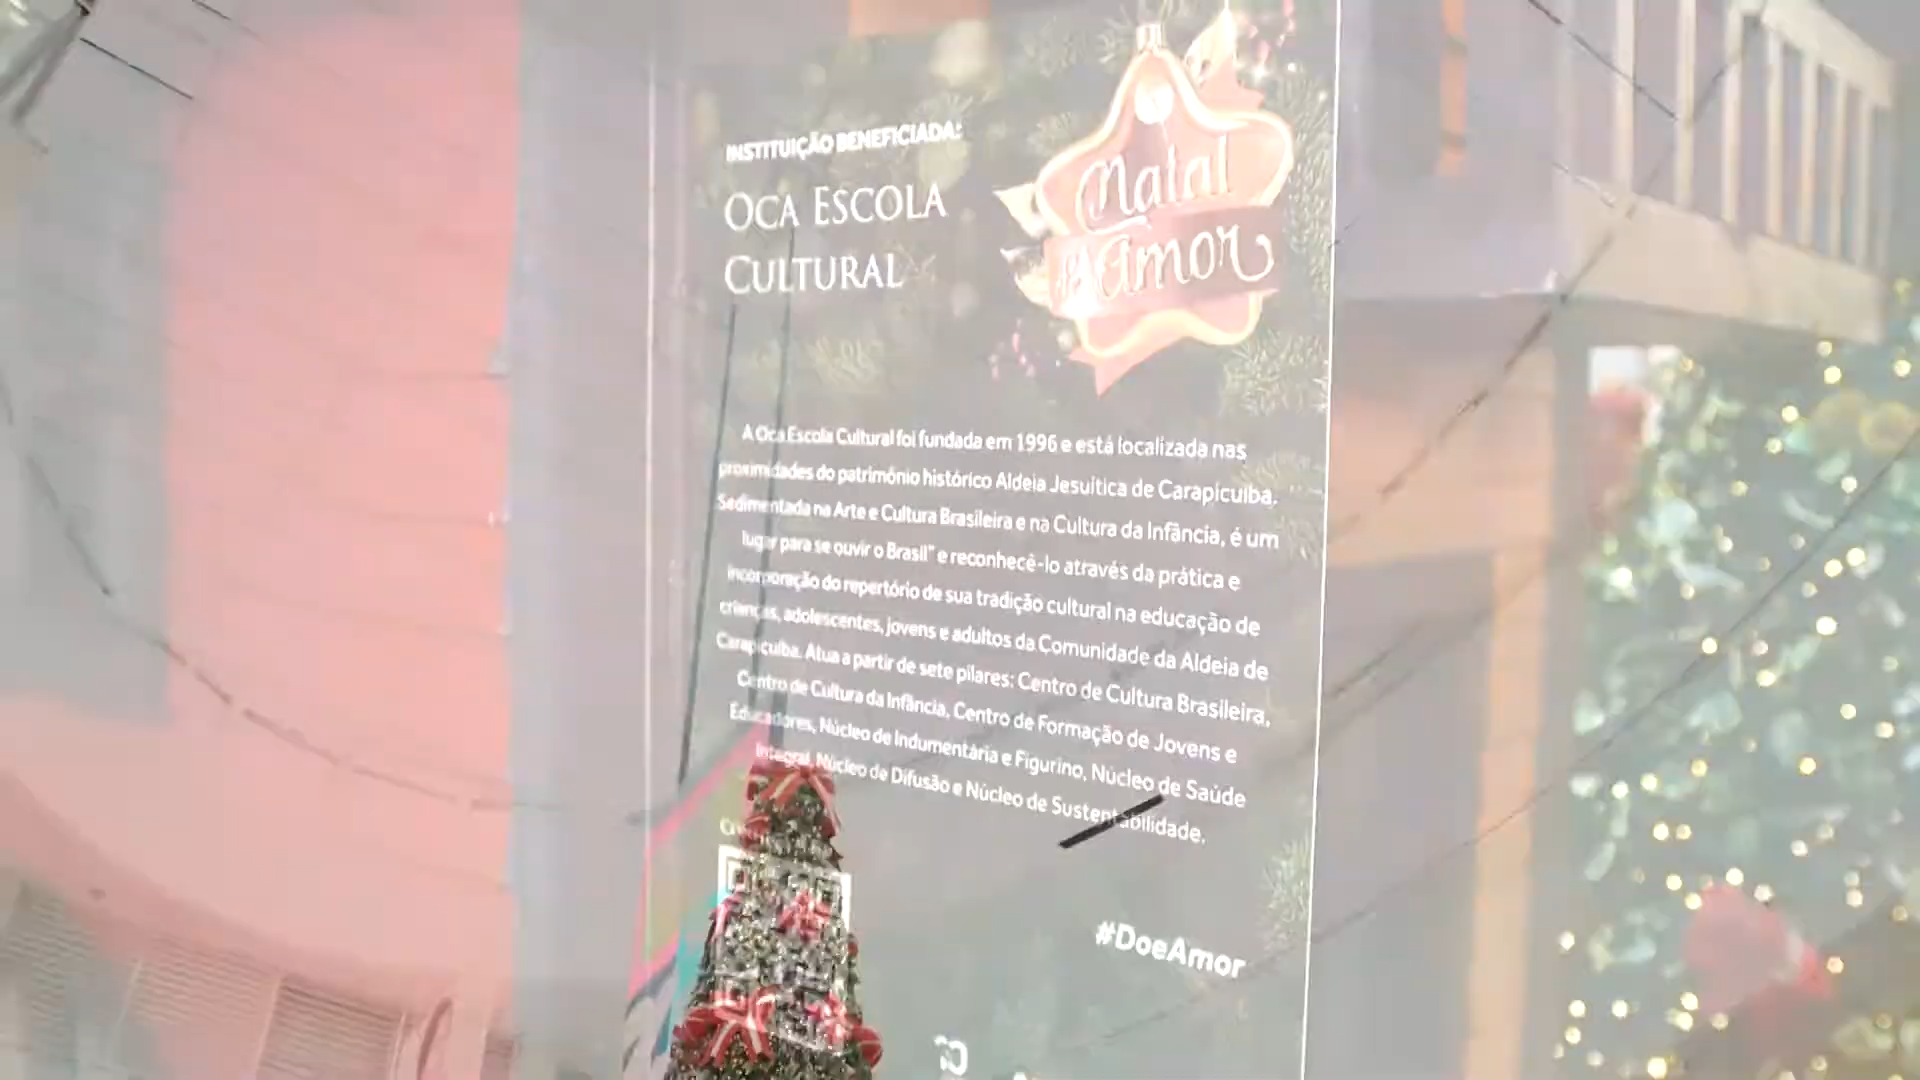 INSTITUIÇÃO BENEFICIADA:
OCA ESCOLA
CULTURAL
Natal
Amor
A Oca Escola Cultural foi fundada em 1996 e está localizada nas
proximidades do patrimônio histórico Aldeia Jesuítica de Carapicuíba.
Sedimentada na Arte e Cultura Brasileira e na Cultura da Infância, é um
lugar para se ouvir o Brasil" e reconhecê-lo através da prática e
incorporação do repertório de sua tradição cultural na educação de
crianças, adolescentes, jovens e adultos da Comunidade da Aldeia de
Carapicuíba. Atua a partir de sete pilares: Centro de Cultura Brasileira,
Centro de Cultura da Infância, Centro de Formação de Jovens e
Educadores, Núcleo de Indumentária e Figurino, Núcleo de Saúde
Integral, Núcleo de Difusão e Núcleo de Sustentabilidade.
#DoeAmor